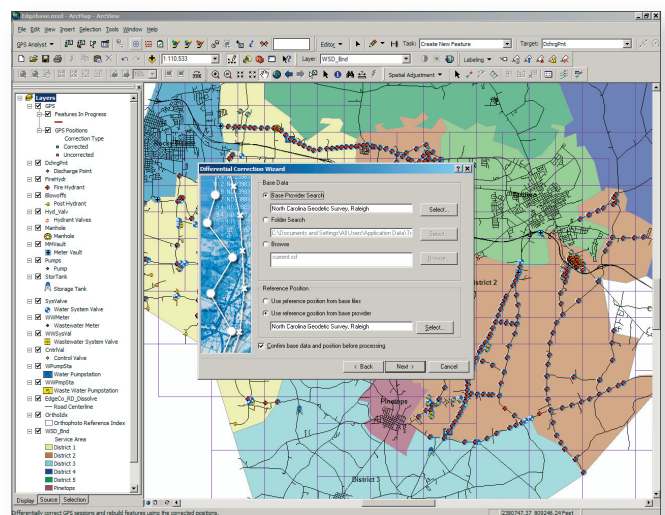 Edgebase.mxd - ArcMap - ArcView
File Edit View Insert Selection Tools Window Help
GPS Analyst
Editor Task: Create New Feature Target: DchrgPnt
1:110,533 Layer: WSD_Bnd Labeling
Spatial Adjustment
Layers
GPS
Features In Progress
GPS Positions
Correction Type
Corrected
Uncorrected
DchrgPnt
Discharge Point
FireHydr
Fire Hydrant
Blowoffs
Post Hydrant
Hyd_Valv
Hydrant Valves
Manhole
Manhole
MMVault
Meter Vault
Pumps
Pump
StorTank
Storage Tank
SysValve
Water System Valve
WWMeter
Wastewater Meter
WWSysVal
Wastewater System Valve
CntrlVal
Control Valve
WPumpSta
Water Pumpstation
WWPmpSta
Waste Water Pumpstation
EdgeCo_RD_Dissolve
Road Centerline
OrthoIdx
Orthophoto Reference Index
WSD_Bnd
Service Area
District 1
District 2
District 3
District 4
District 5
Pinetops
Display Source Selection
Differential Correction Wizard
Base Data
Base Provider Search
North Carolina Geodetic Survey, Raleigh Select...
Folder Search
C:\Documents and Settings\All Users\Application Data\Tr Select...
Browse
current.ssf Browse
Reference Position
Use reference position from base files
Use reference position from base provider
North Carolina Geodetic Survey, Raleigh Select...
Confirm base data and position before processing
< Back Next > Cancel
strict 2
Pinetops
District 3
Differentially correct GPS sessions and rebuild features using the corrected positions.
2380747.37 809246.24 Feet